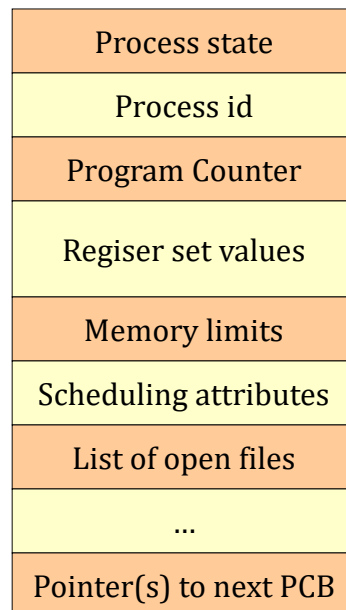 Process state
Process id
Program Counter
Regiser set values
Memory limits
Scheduling attributes
List of open files
...
Pointer(s) to next PCB